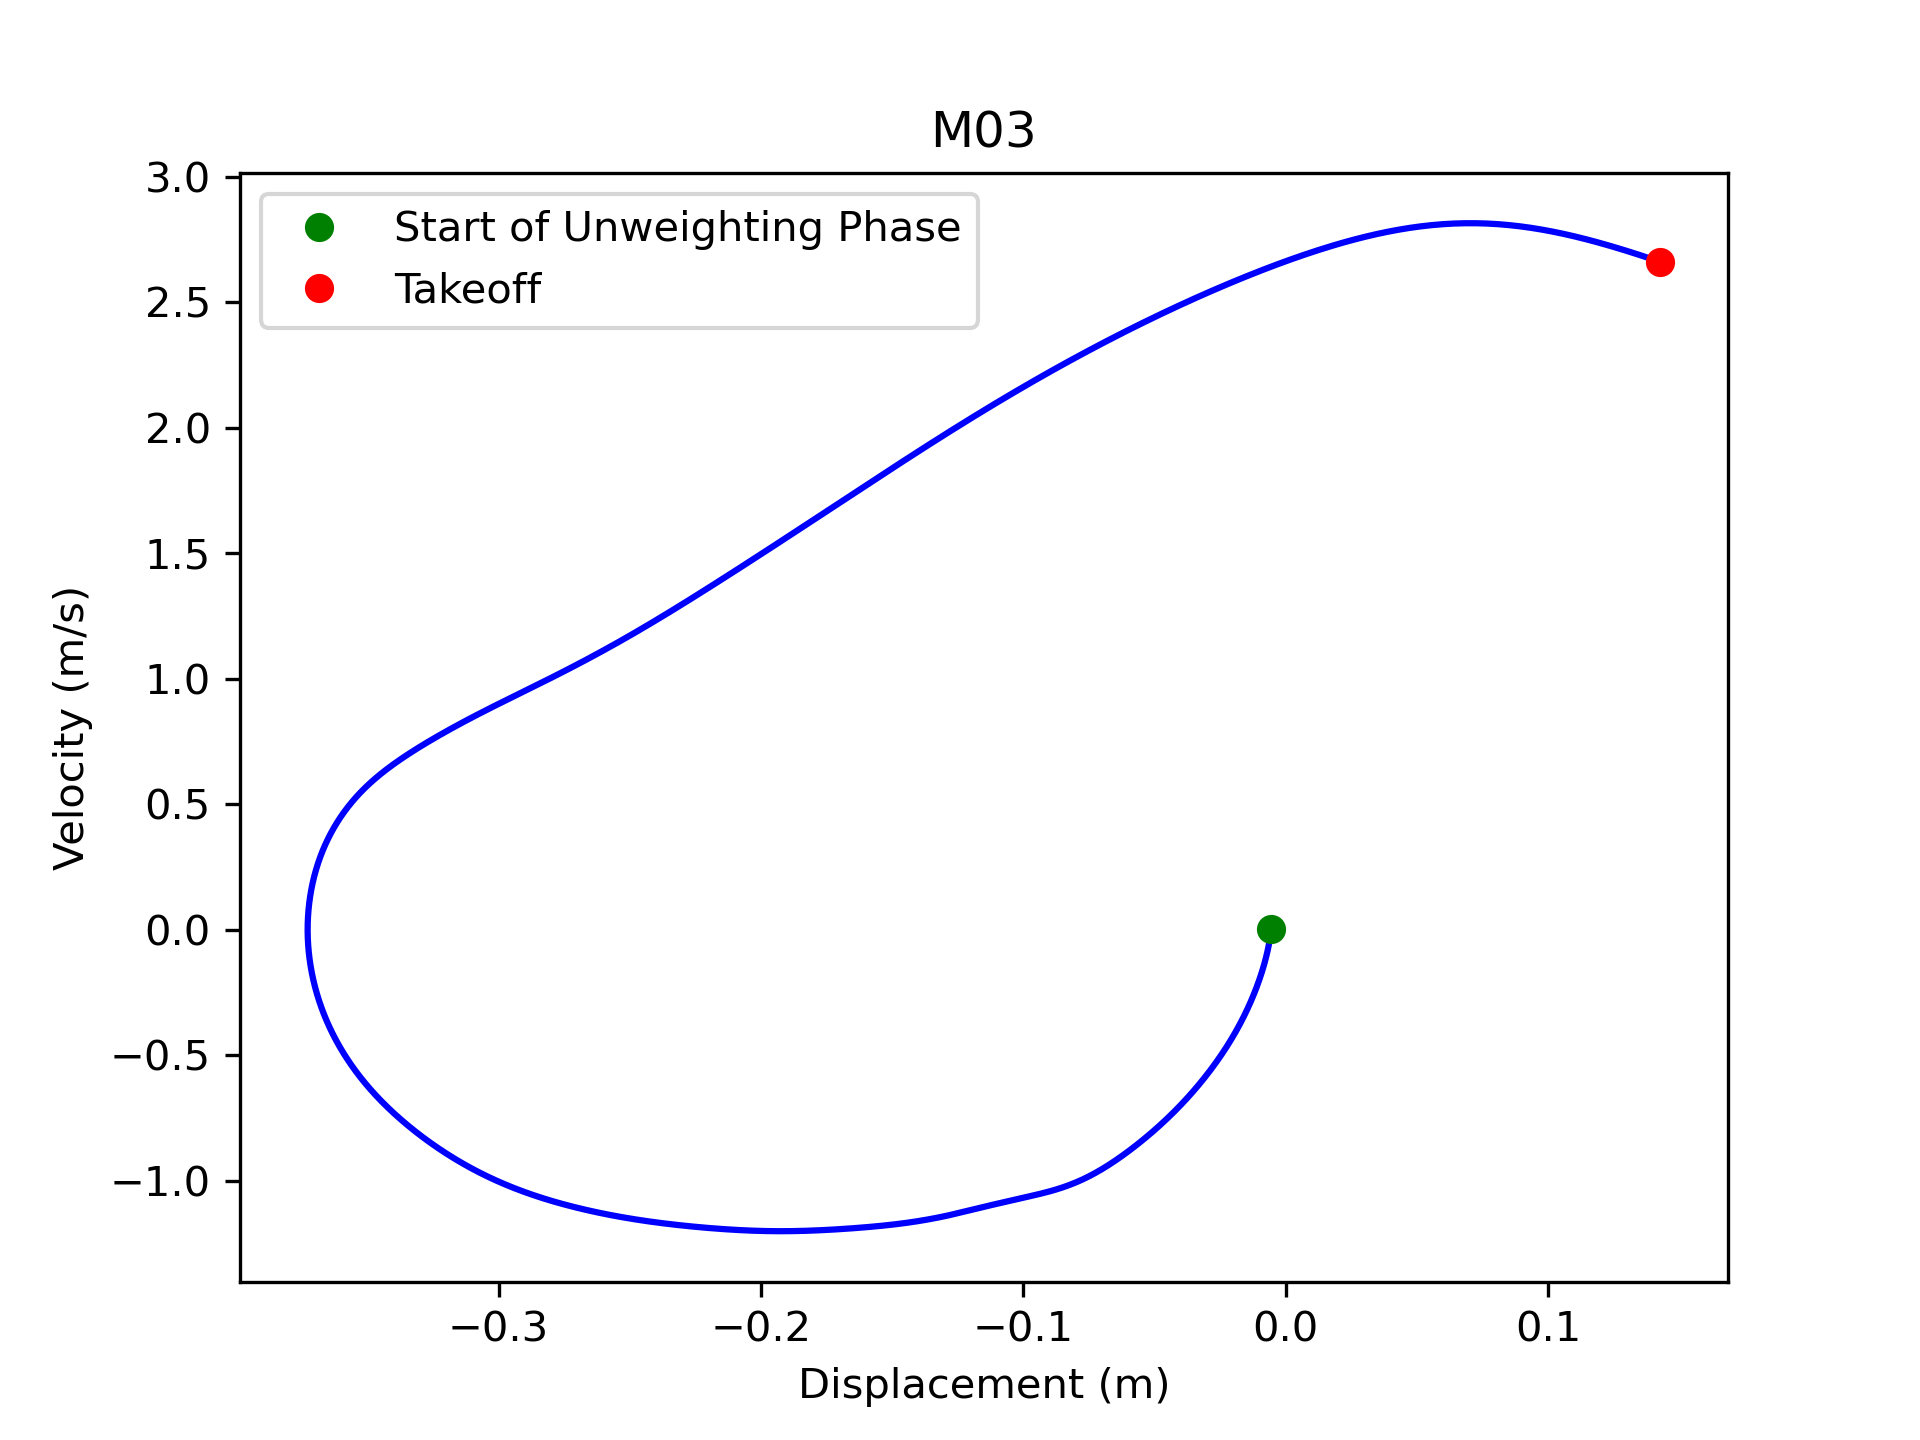 M03
3.0
2.5
2.0
1.5
1.0
0.5
0.0
−0.5
−1.0
Velocity (m/s)
Start of Unweighting Phase
Takeoff
−0.3 −0.2 −0.1 0.0 0.1
Displacement (m)